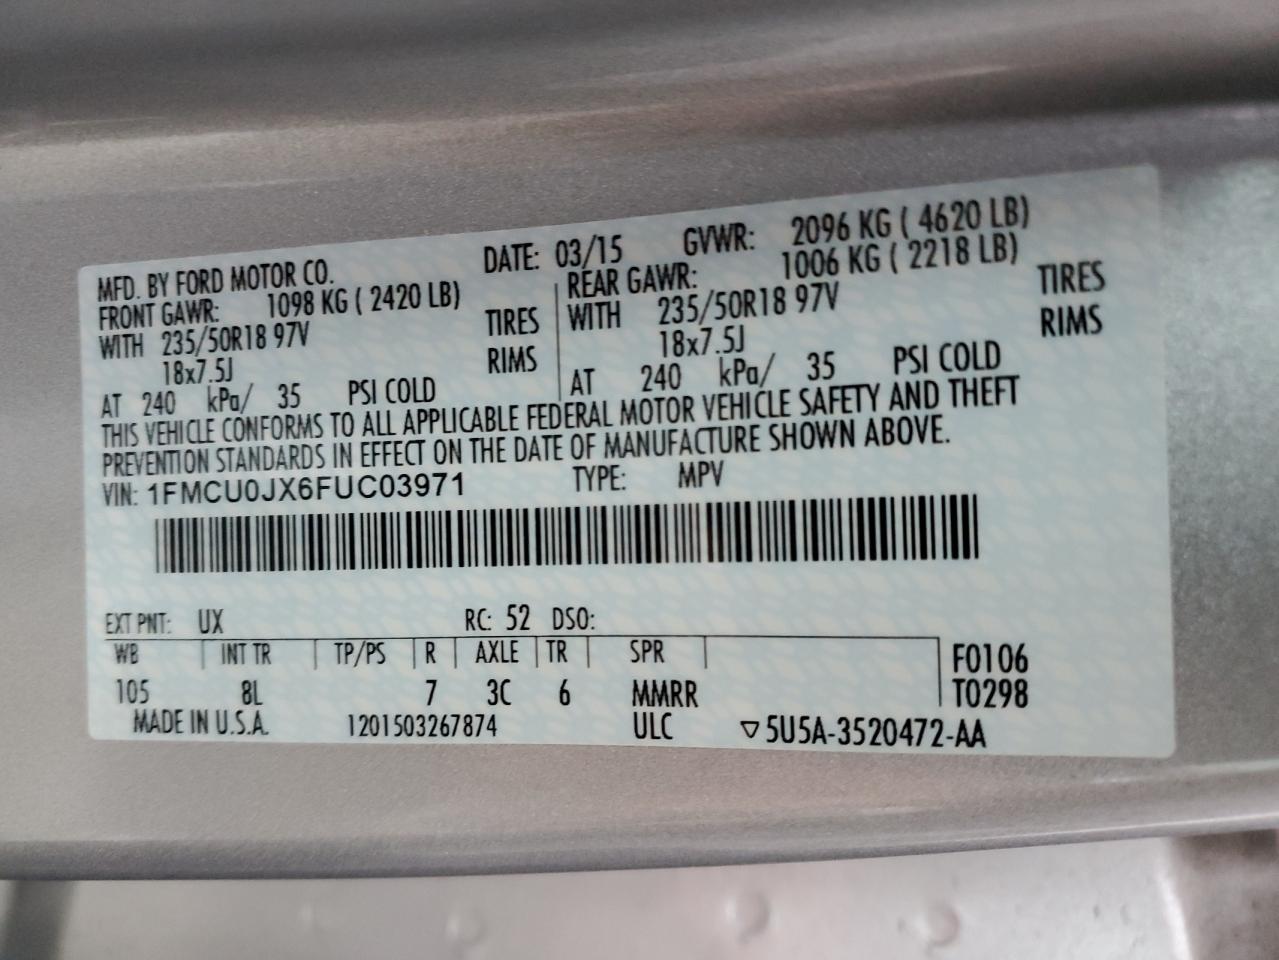 MFD. BY FORD MOTOR CO. DATE: 03/15 GVWR: 2096 KG ( 4620 LB)
FRONT GAWR: 1098 KG ( 2420 LB) REAR GAWR: 1006 KG ( 2218 LB)
WITH 235/50R18 97V TIRES WITH 235/50R18 97V TIRES
18x7.5J RIMS 18x7.5J RIMS
AT 240 kPa/ 35 PSI COLD AT 240 kPa/ 35 PSI COLD
THIS VEHICLE CONFORMS TO ALL APPLICABLE FEDERAL MOTOR VEHICLE SAFETY AND THEFT
PREVENTION STANDARDS IN EFFECT ON THE DATE OF MANUFACTURE SHOWN ABOVE.
VIN: 1FMCU0JX6FUC03971 TYPE: MPV
EXT PNT: UX RC: 52 DSO:
WB INT TR TP/PS R AXLE TR SPR F0106
105 8L 7 3C 6 MMRR T0298
MADE IN U.S.A. 1201503267874 ULC ▽5U5A-3520472-AA